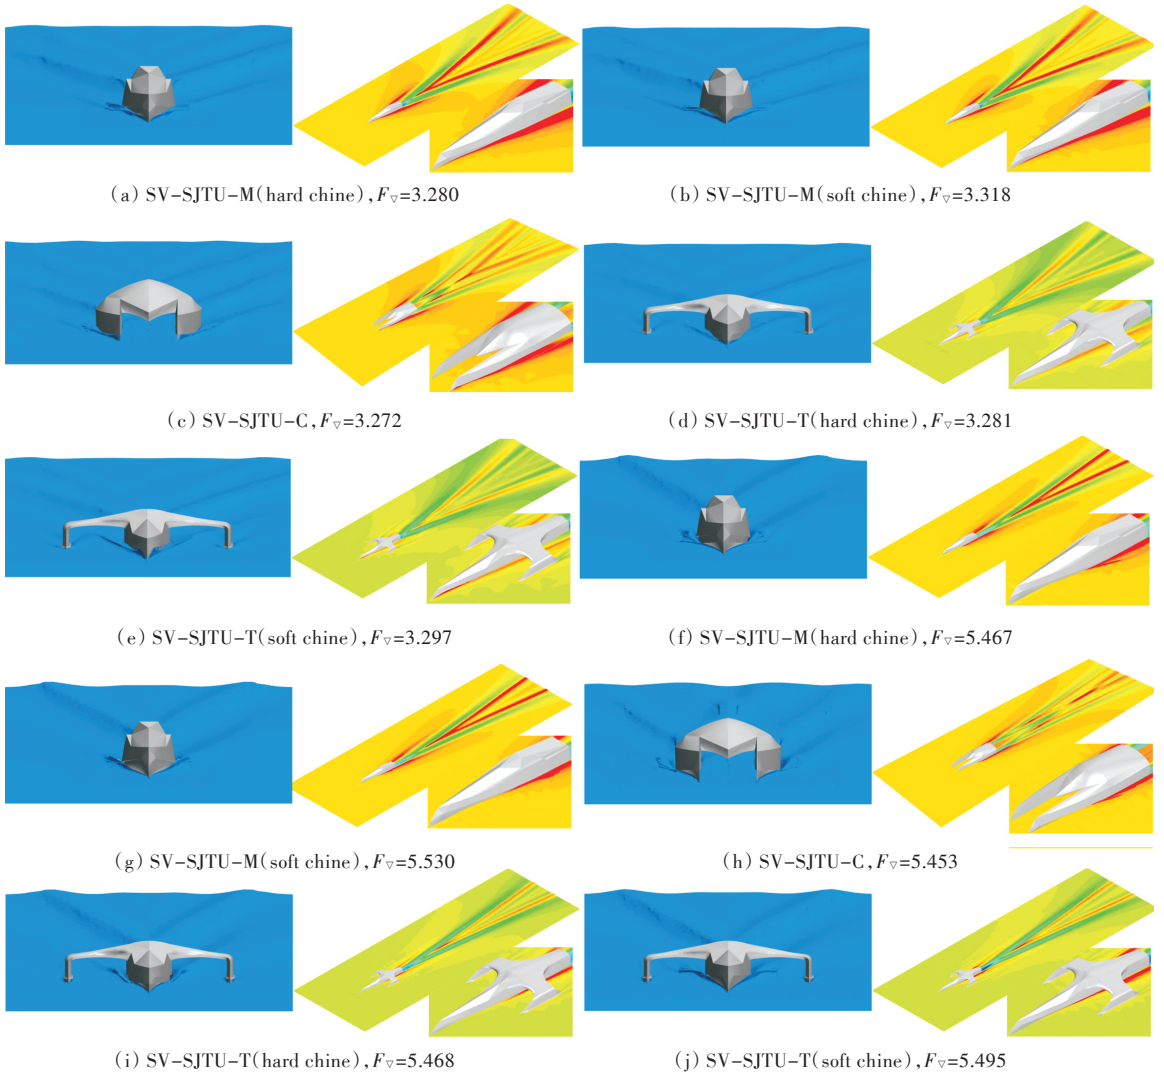 (a) SV-SJTU-M(hard chine), F▽=3.280
(b) SV-SJTU-M(soft chine), F▽=3.318
(c) SV-SJTU-C, F▽=3.272
(d) SV-SJTU-T(hard chine), F▽=3.281
(e) SV-SJTU-T(soft chine), F▽=3.297
(f) SV-SJTU-M(hard chine), F▽=5.467
(g) SV-SJTU-M(soft chine), F▽=5.530
(h) SV-SJTU-C, F▽=5.453
(i) SV-SJTU-T(hard chine), F▽=5.468
(j) SV-SJTU-T(soft chine), F▽=5.495